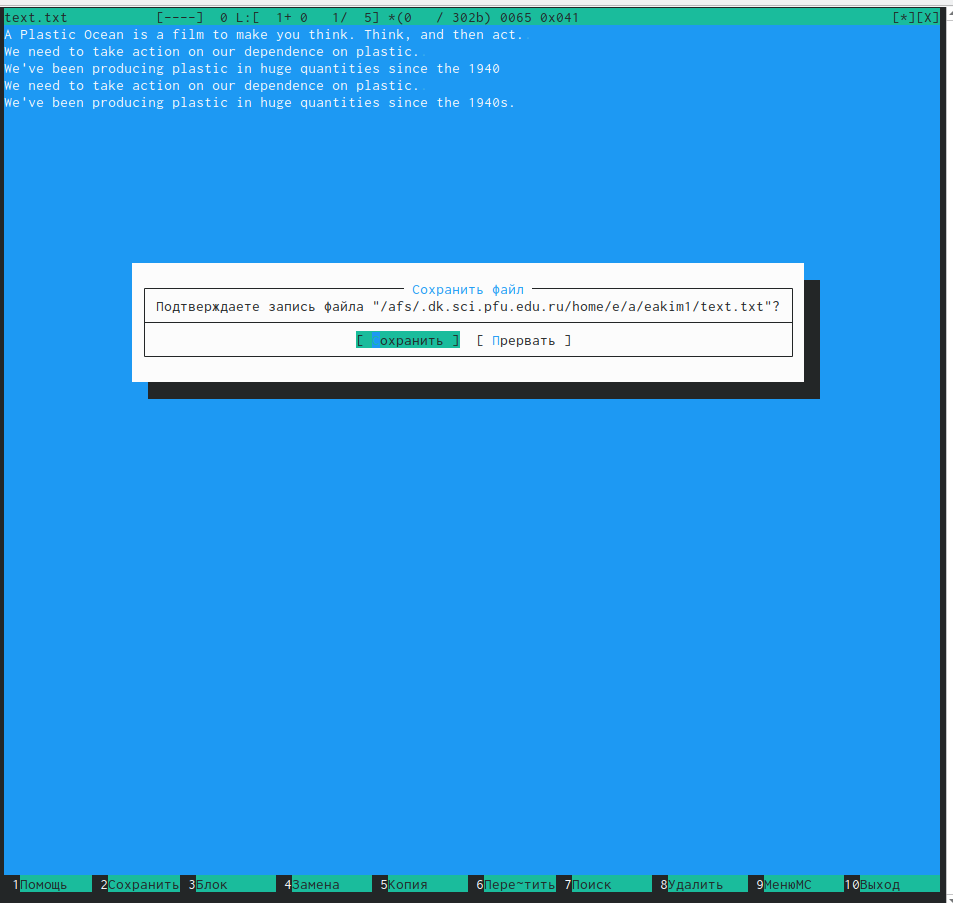 text.txt [----] 0 L:[ 1+ 0 1/ 5] *(0 / 302b) 0065 0x041 [*][X]
A Plastic Ocean is a film to make you think. Think, and then act.
We need to take action on our dependence on plastic.
We've been producing plastic in huge quantities since the 1940
We need to take action on our dependence on plastic.
We've been producing plastic in huge quantities since the 1940s.
Сохранить файл
Подтверждаете запись файла "/afs/.dk.sci.pfu.edu.ru/home/e/a/eakim1/text.txt"?
[ охранить ] [ Прервать ]
1Помощь 2Сохранить 3Блок 4Замена 5Копия 6Пере~тить 7Поиск 8Удалить 9МенюMC 10Выход